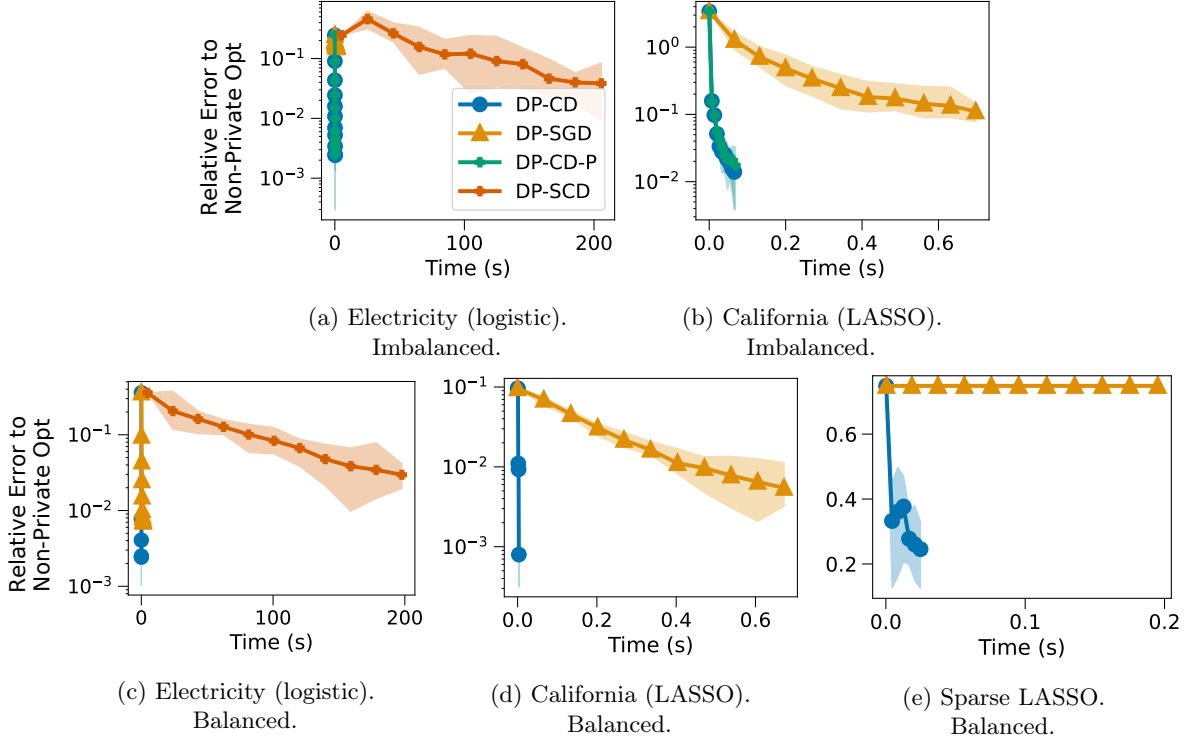 Relative Error to
Non-Private Opt
10⁻¹
10⁻²
10⁻³
0
100
200
Time (s)
DP-CD
DP-SGD
DP-CD-P
DP-SCD
(a) Electricity (logistic).
Imbalanced.
10⁰
10⁻¹
10⁻²
0.0
0.2
0.4
0.6
Time (s)
(b) California (LASSO).
Imbalanced.
Relative Error to
Non-Private Opt
10⁻¹
10⁻²
10⁻³
0
100
200
Time (s)
(c) Electricity (logistic).
Balanced.
10⁻¹
10⁻²
10⁻³
0.0
0.2
0.4
0.6
Time (s)
(d) California (LASSO).
Balanced.
0.6
0.4
0.2
0.0
0.1
0.2
Time (s)
(e) Sparse LASSO.
Balanced.